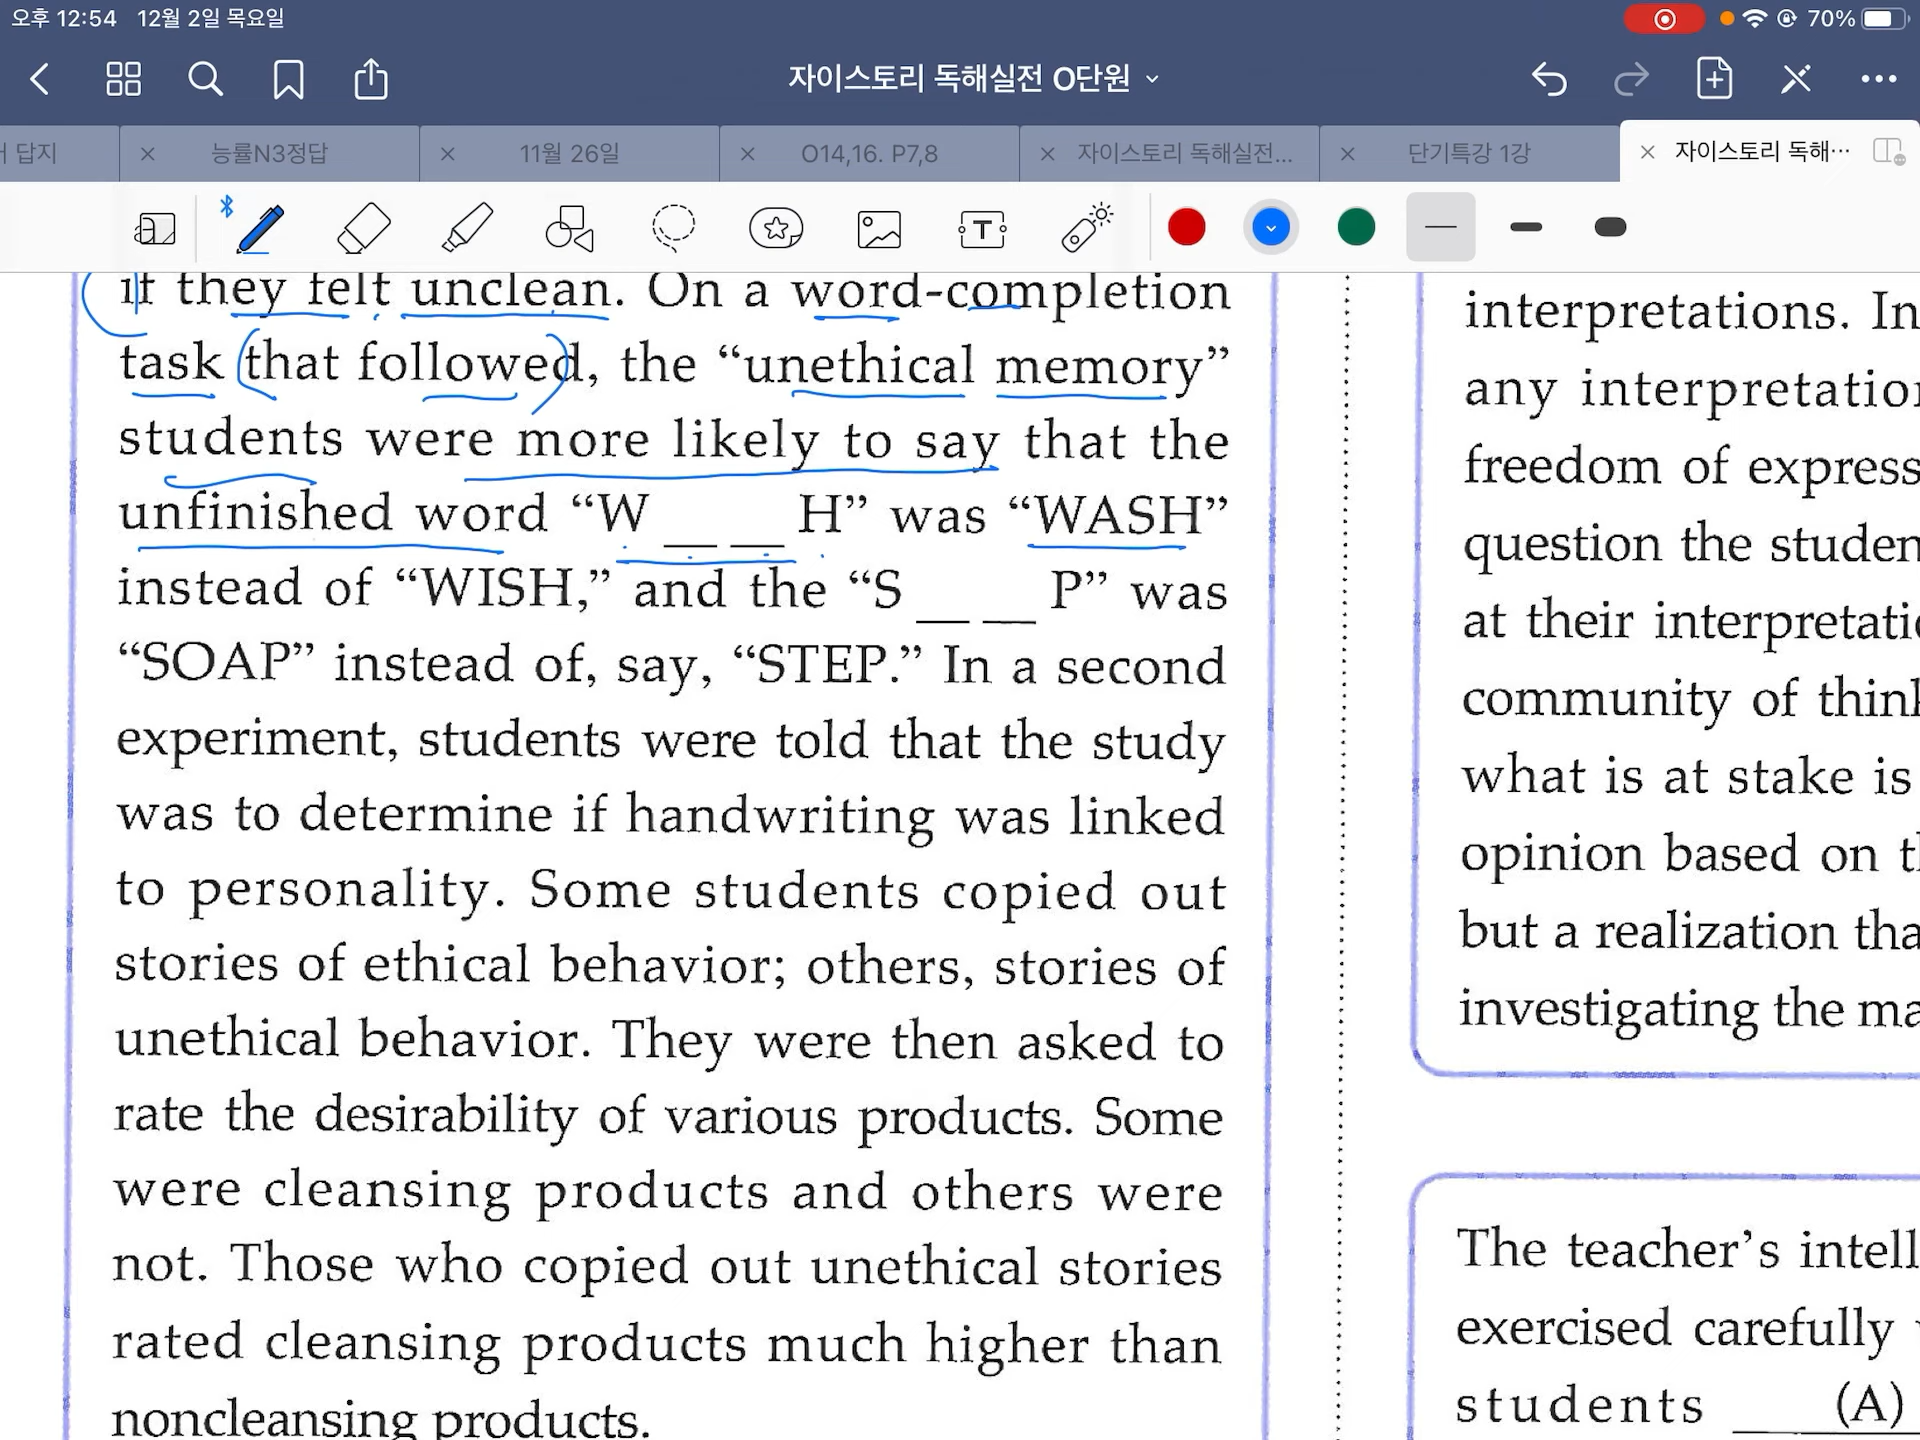 오후 12:54 12월 2일 목요일
70%
자이스토리 독해실전 O단원
답지
능률N3정답
11월 26일
O14,16. P7,8
자이스토리 독해실전...
단기특강 1강
자이스토리 독해...
if they felt unclean. On a word-completion
task that followed, the “unethical memory”
students were more likely to say that the
unfinished word “W __ __ H” was “WASH”
instead of “WISH,” and the “S __ __ P” was
“SOAP” instead of, say, “STEP.” In a second
experiment, students were told that the study
was to determine if handwriting was linked
to personality. Some students copied out
stories of ethical behavior; others, stories of
unethical behavior. They were then asked to
rate the desirability of various products. Some
were cleansing products and others were
not. Those who copied out unethical stories
rated cleansing products much higher than
noncleansing products.
interpretations. In
any interpretation
freedom of express
question the studen
at their interpretatio
community of think
what is at stake is
opinion based on th
but a realization tha
investigating the ma
The teacher’s intell
exercised carefully
students ____(A)